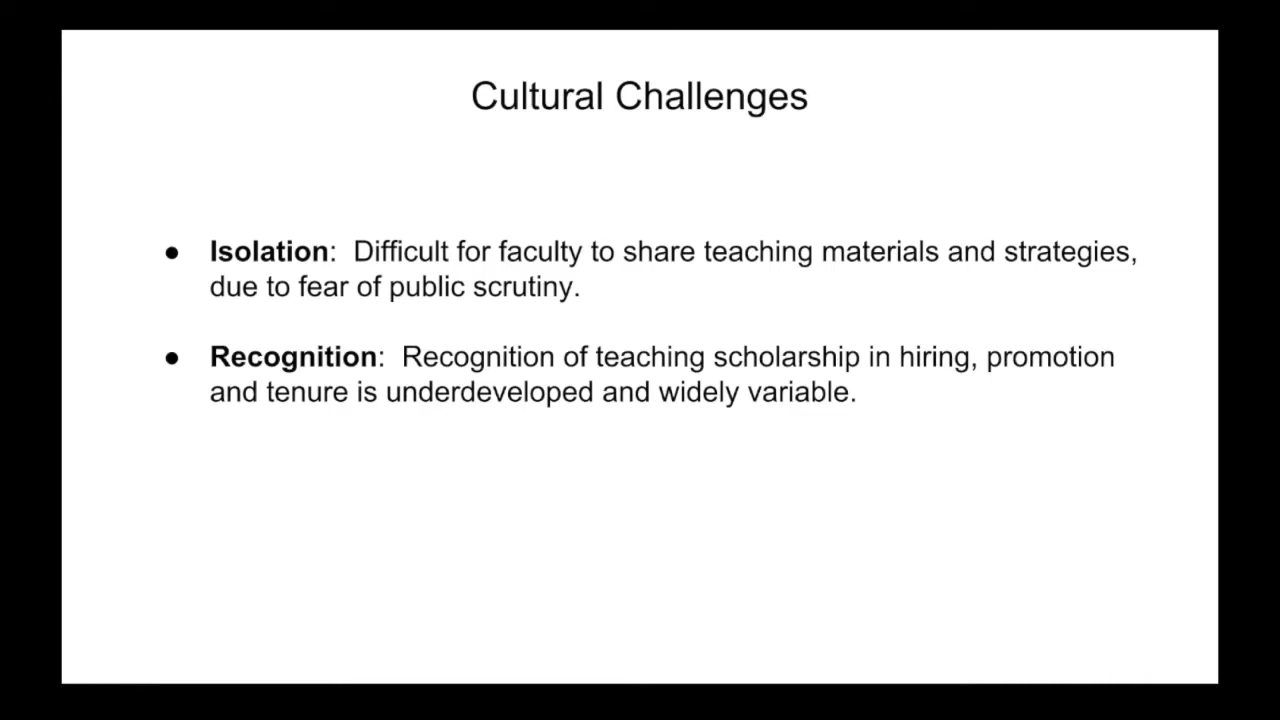 Cultural Challenges
● Isolation:  Difficult for faculty to share teaching materials and strategies,
due to fear of public scrutiny.
● Recognition:  Recognition of teaching scholarship in hiring, promotion
and tenure is underdeveloped and widely variable.